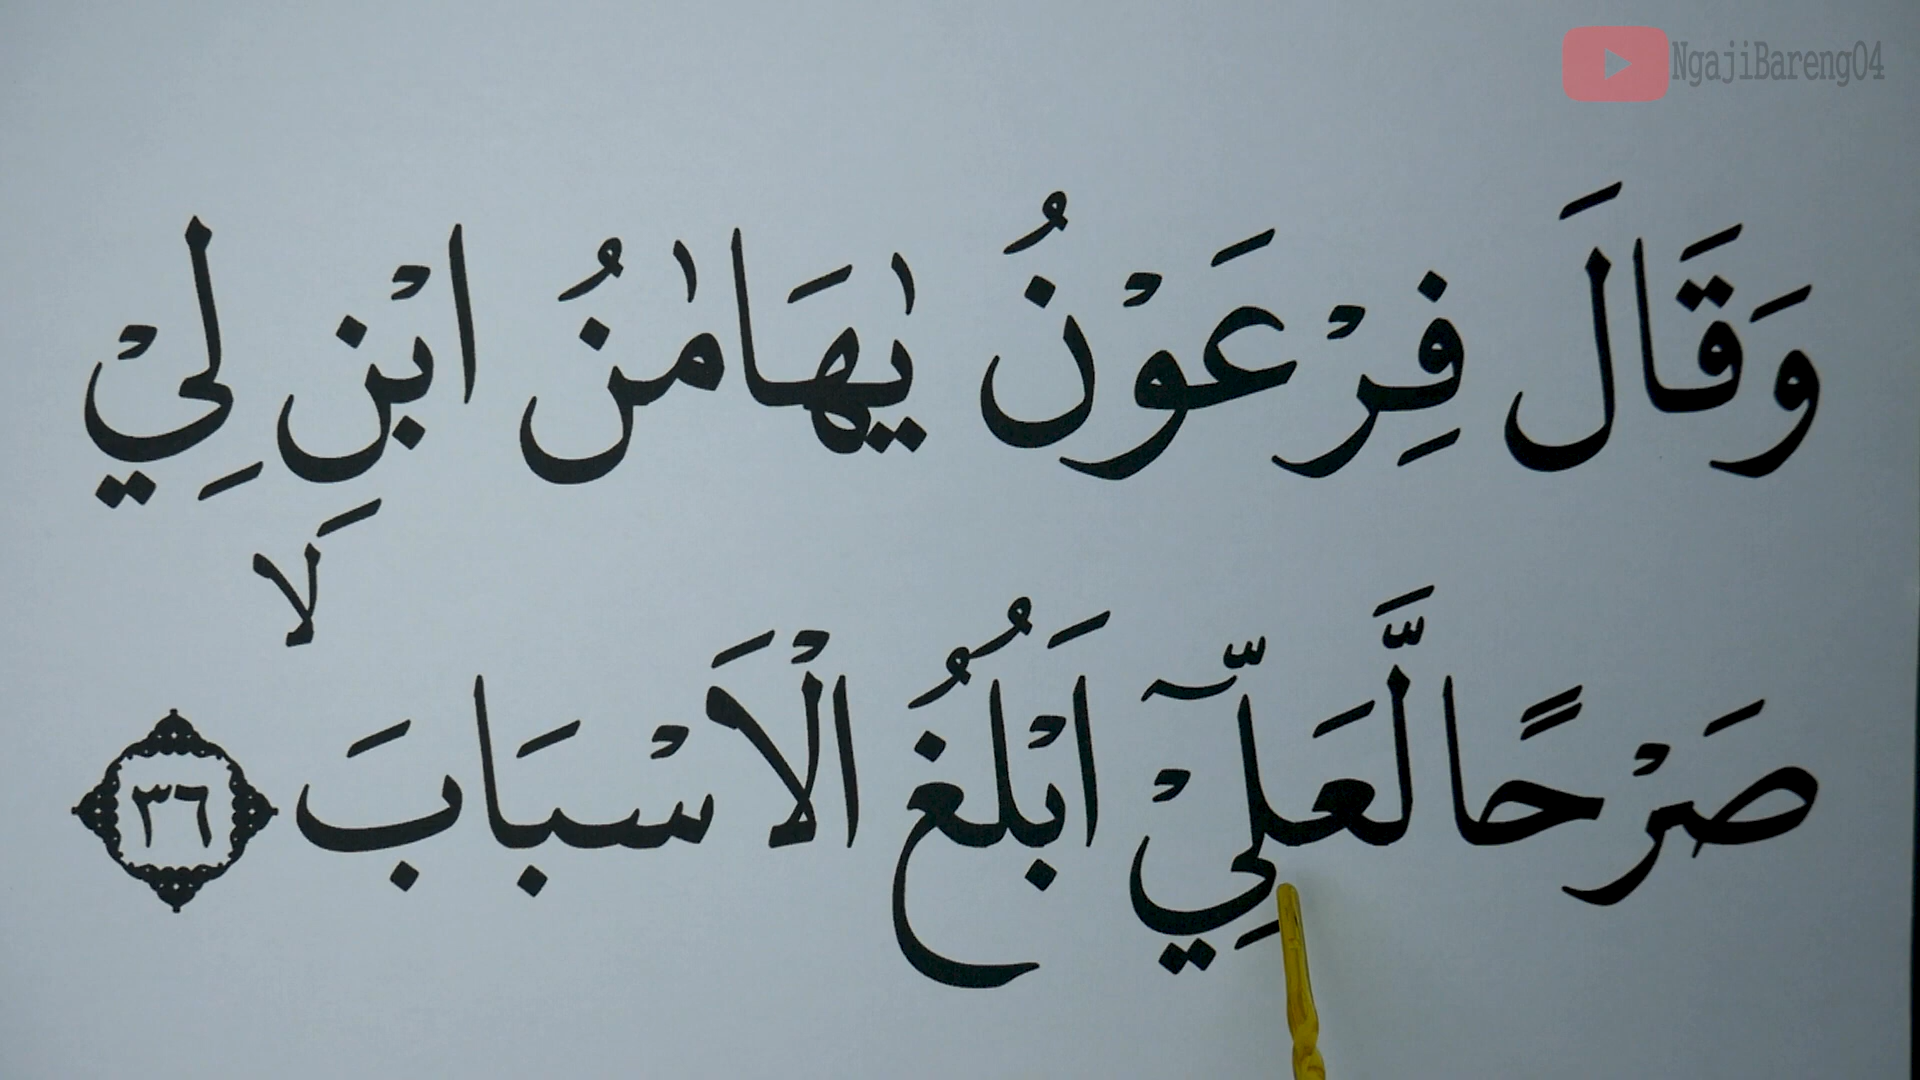 NgajiBareng04
وَقَالَ فِرْعَوْنُ يٰهَامٰنُ ابْنِ لِيْ
صَرْحًا لَّعَلِّيْٓ اَبْلُغُ الْاَسْبَابَ ۙ ٣٦